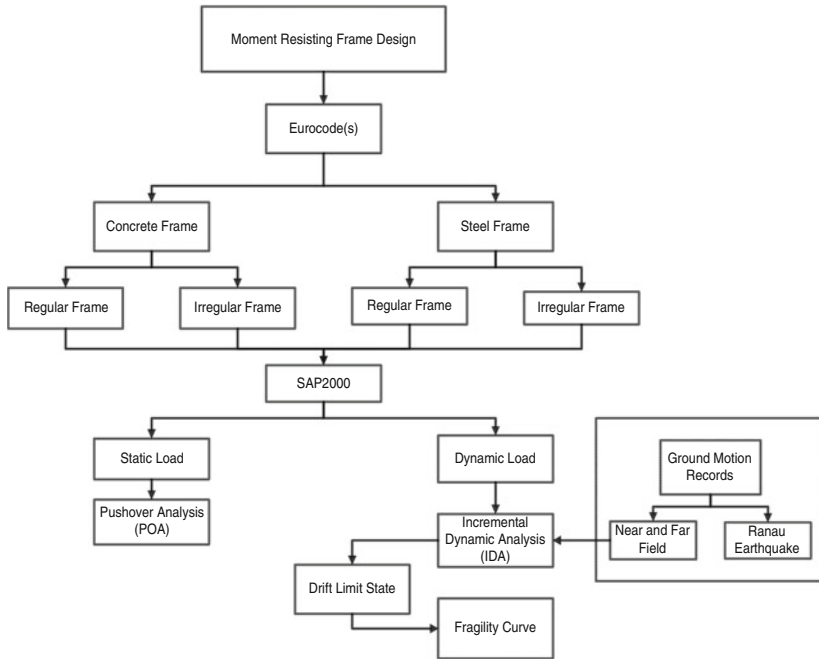 Moment Resisting Frame Design
Eurocode(s)
Concrete Frame
Steel Frame
Regular Frame
Irregular Frame
Regular Frame
Irregular Frame
SAP2000
Static Load
Dynamic Load
Ground Motion
Records
Pushover Analysis
(POA)
Incremental
Dynamic Analysis
(IDA)
Near and Far
Field
Ranau
Earthquake
Drift Limit State
Fragility Curve